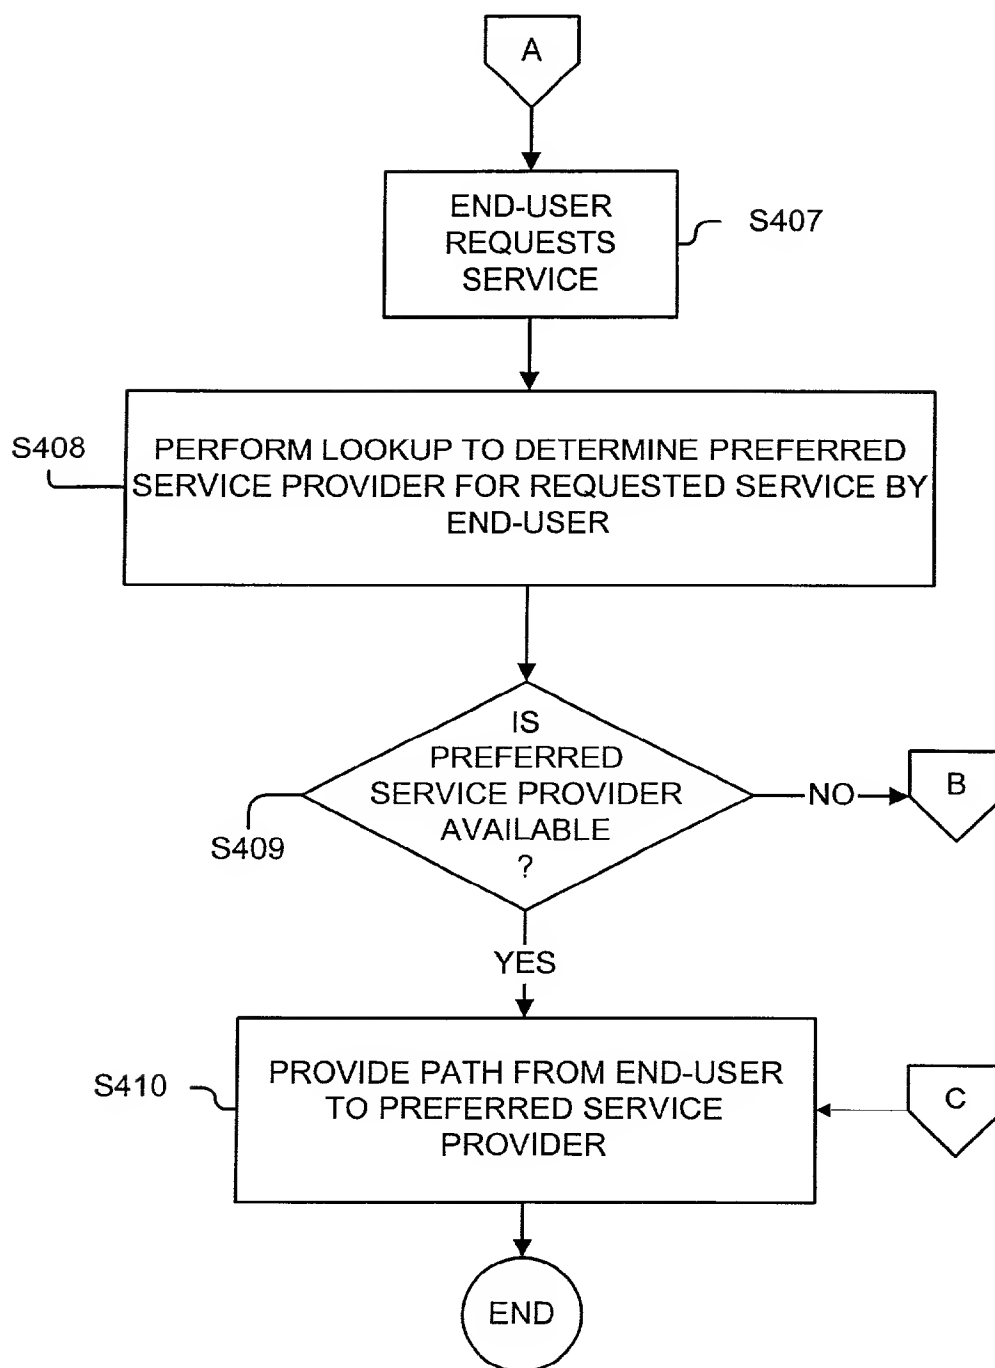 A
END-USER
REQUESTS
SERVICE
S407
S408
PERFORM LOOKUP TO DETERMINE PREFERRED
SERVICE PROVIDER FOR REQUESTED SERVICE BY
END-USER
IS
PREFERRED
SERVICE PROVIDER
AVAILABLE
?
S409
NO
B
YES
S410
PROVIDE PATH FROM END-USER
TO PREFERRED SERVICE
PROVIDER
C
END